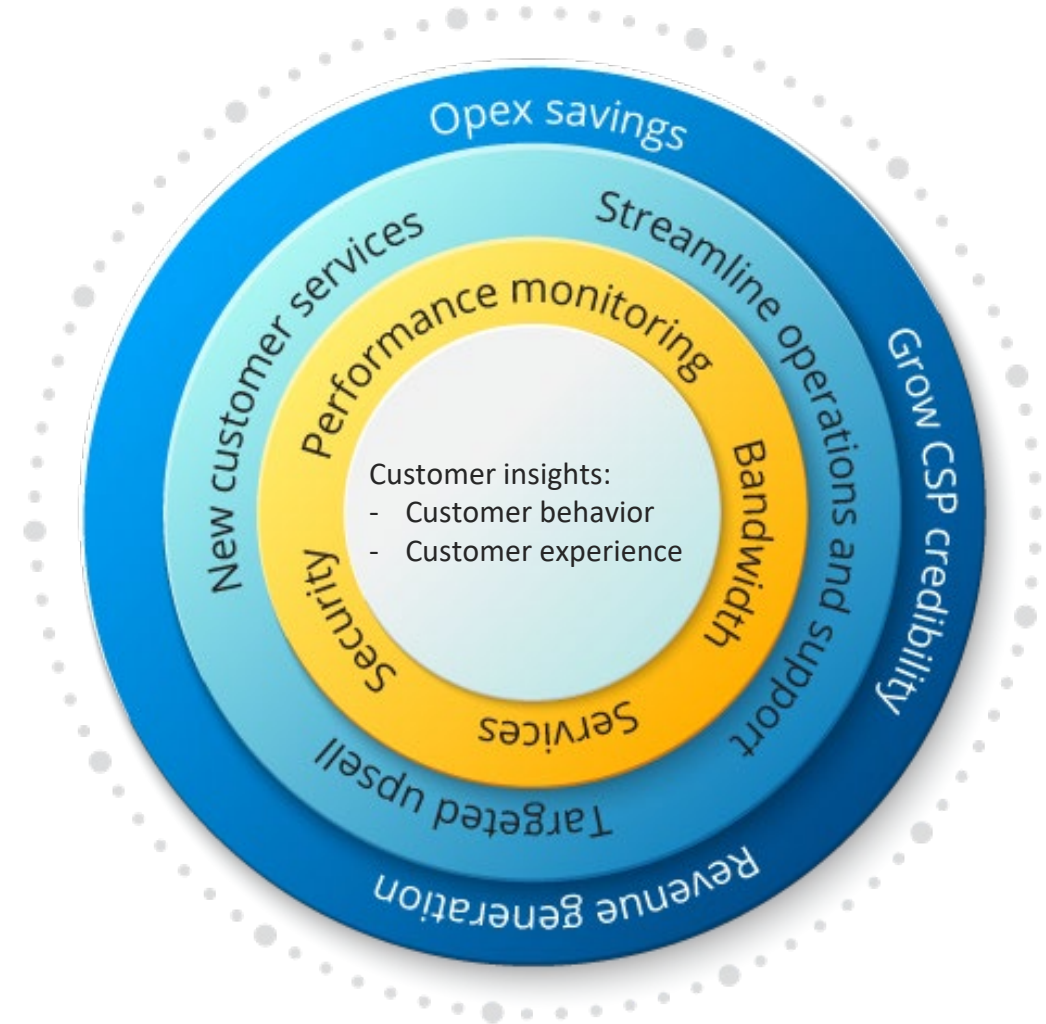 Opex savings
Grow CSP credibility
Revenue generation
New customer services
Streamline operations and support
Targeted upsell
Performance monitoring
Bandwidth
Services
Security
Customer insights:
- Customer behavior
- Customer experience